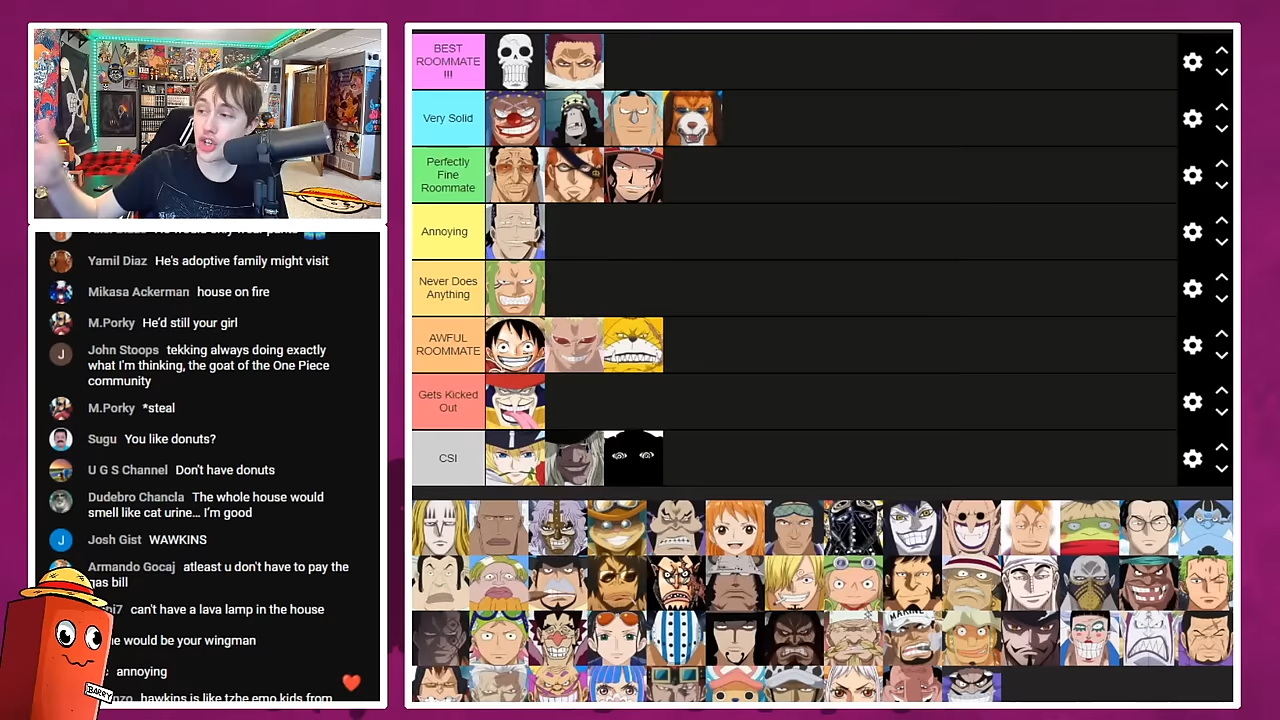 BEST
ROOMMATE
!!!
Very Solid
Perfectly
Fine
Roommate
Annoying
Never Does
Anything
AWFUL
ROOMMATE
Gets Kicked
Out
CSI
Yamil Diaz He's adoptive family might visit
Mikasa Ackerman house on fire
M.Porky He'd still your girl
J
John Stoops tekking always doing exactly
what I'm thinking, the goat of the One Piece
community
M.Porky *steal
Sugu You like donuts?
U G S Channel Don't have donuts
Dudebro Chancla The whole house would
smell like cat urine... I'm good
J
Josh Gist WAWKINS
Armando Gocaj atleast u don't have to pay the
gas bill
can't have a lava lamp in the house
would be your wingman
annoying
hawkins is like tzhe emo kids from
BARRY
MARINE